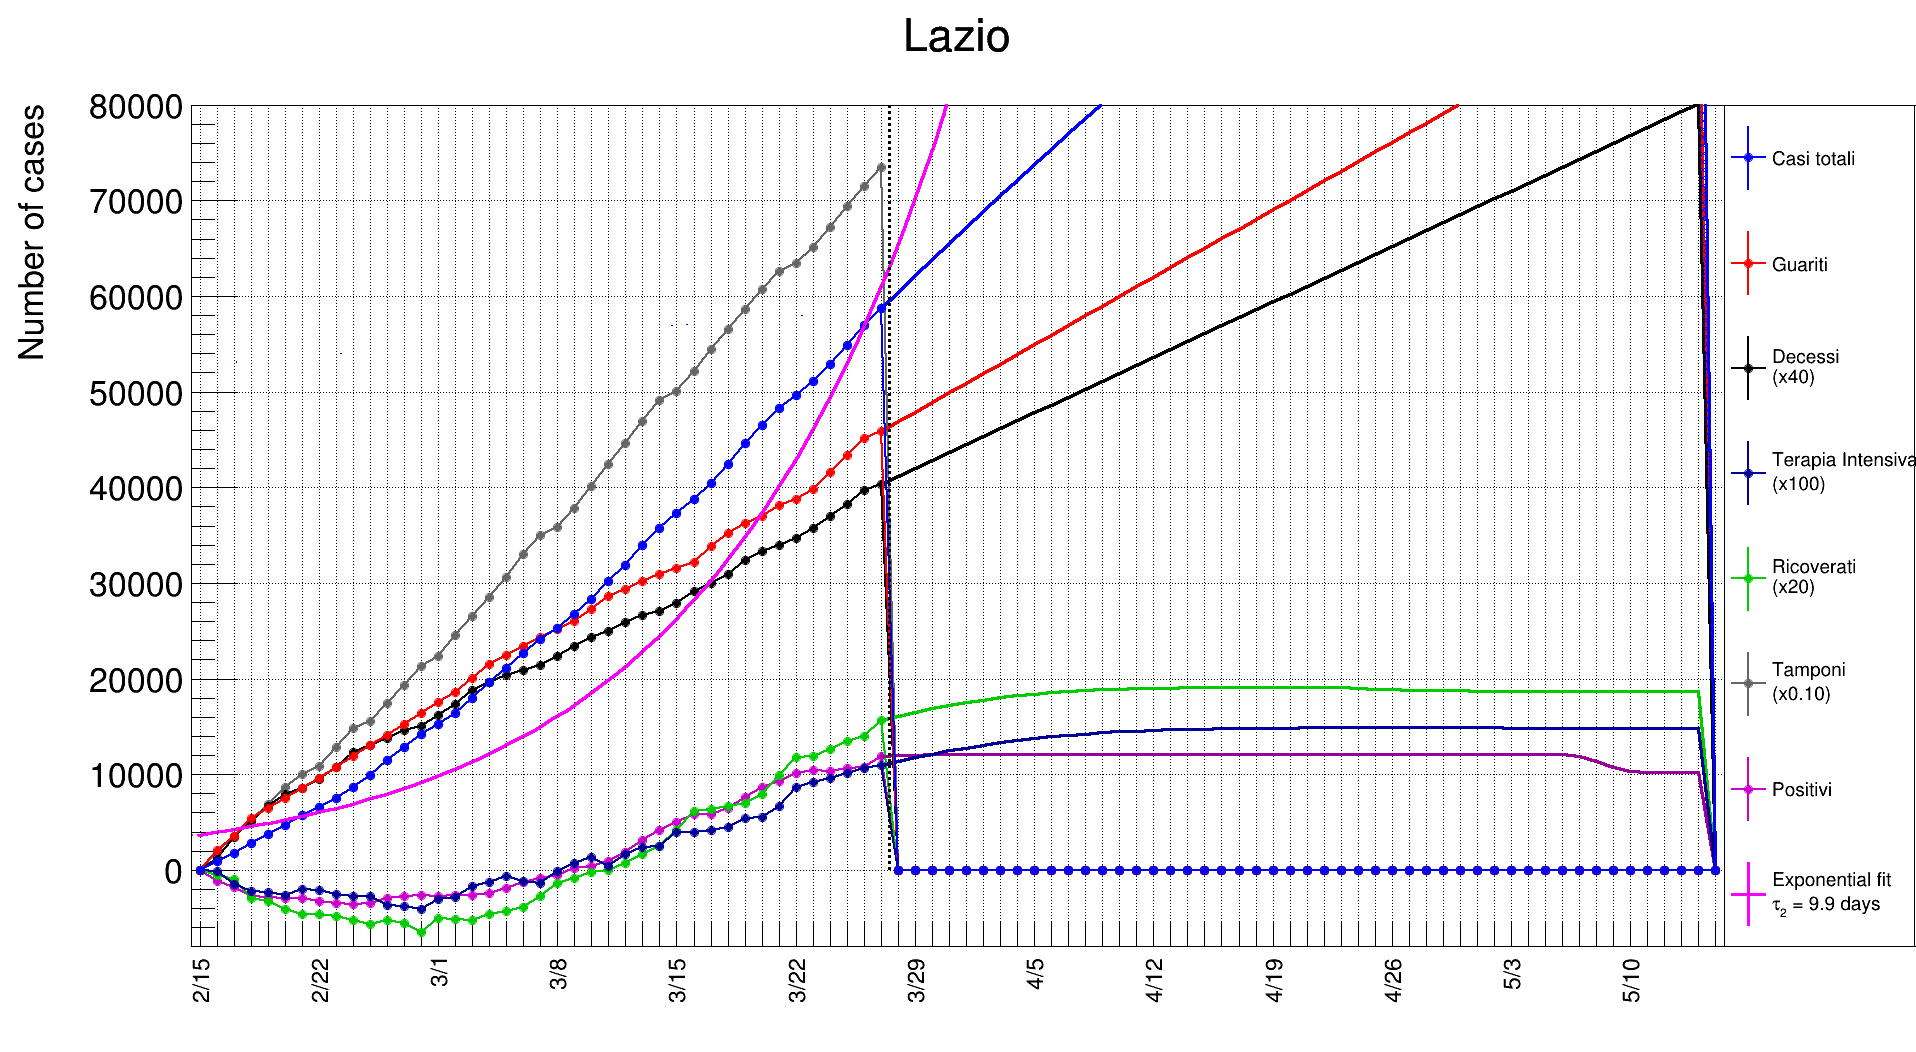 Lazio
Number of cases
80000
70000
60000
50000
40000
30000
20000
10000
0
2/15
2/22
3/1
3/8
3/15
3/22
3/29
4/5
4/12
4/19
4/26
5/3
5/10
Casi totali
Guariti
Decessi
(x40)
Terapia Intensiva
(x100)
Ricoverati
(x20)
Tamponi
(x0.10)
Positivi
Exponential fit
τ2 = 9.9 days